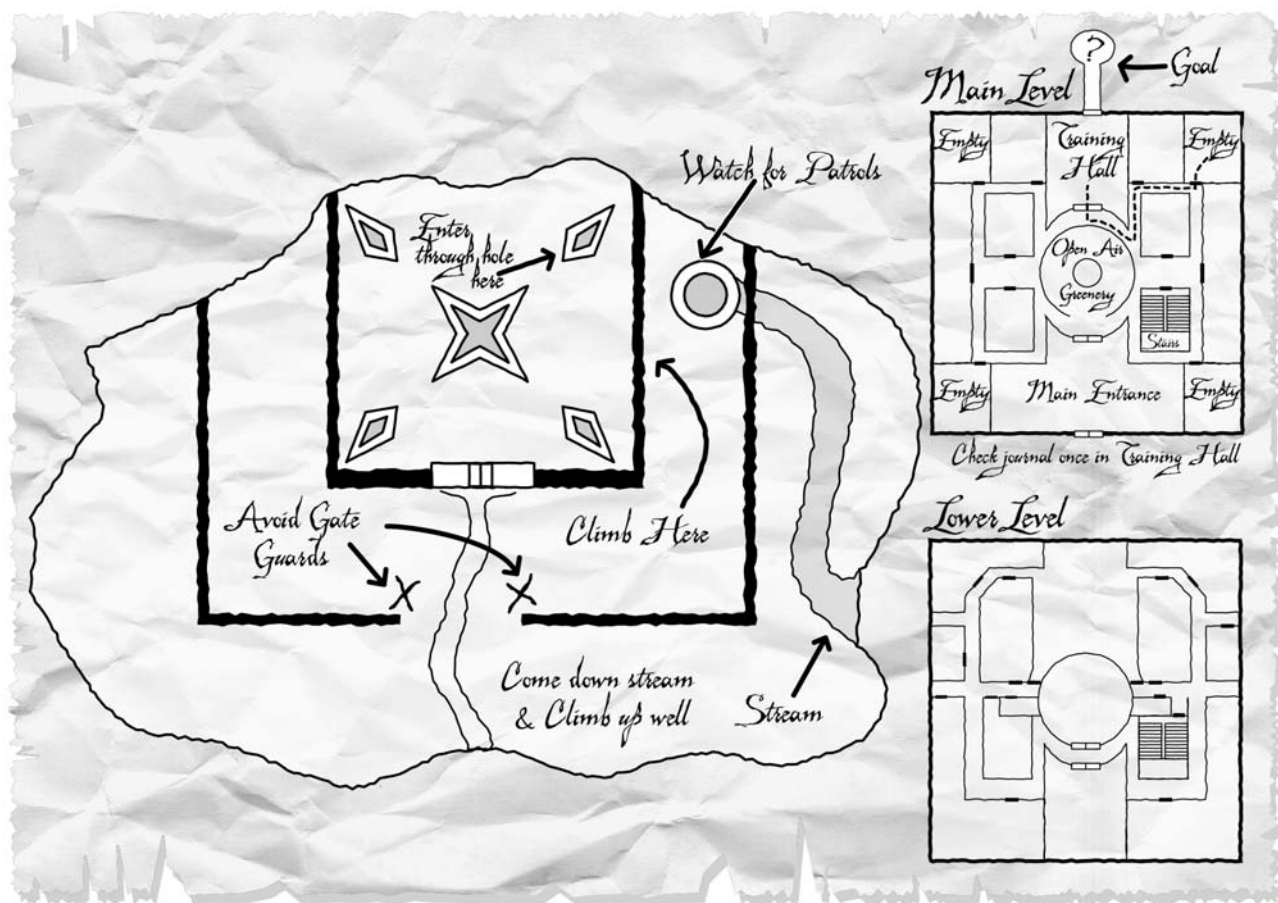 Watch for Patrols
Enter
through hole
here
Avoid Gate
Guards
Climb Here
Come down stream
& Climb up well
Stream
Main Level
?
Goal
Empty
Training
Hall
Empty
Open Air
Greenery
Stairs
Empty
Main Entrance
Empty
Check journal once in Training Hall
Lower Level